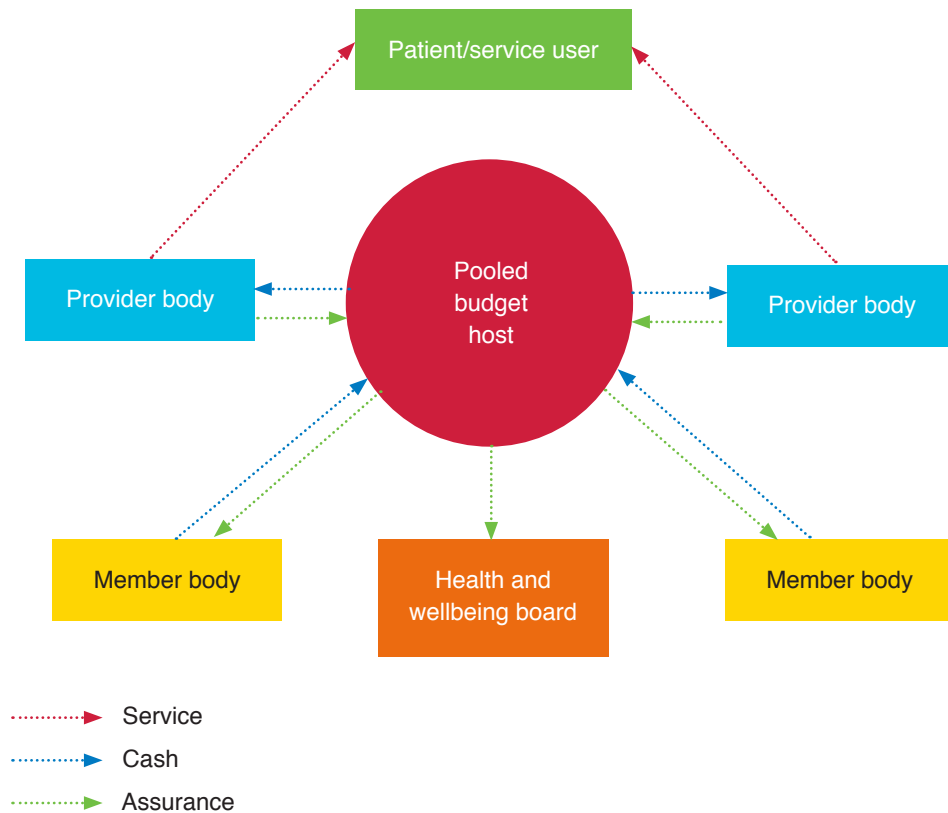 Patient/service user
Pooled
budget
host
Provider body
Provider body
Member body
Health and
wellbeing board
Member body
Service
Cash
Assurance